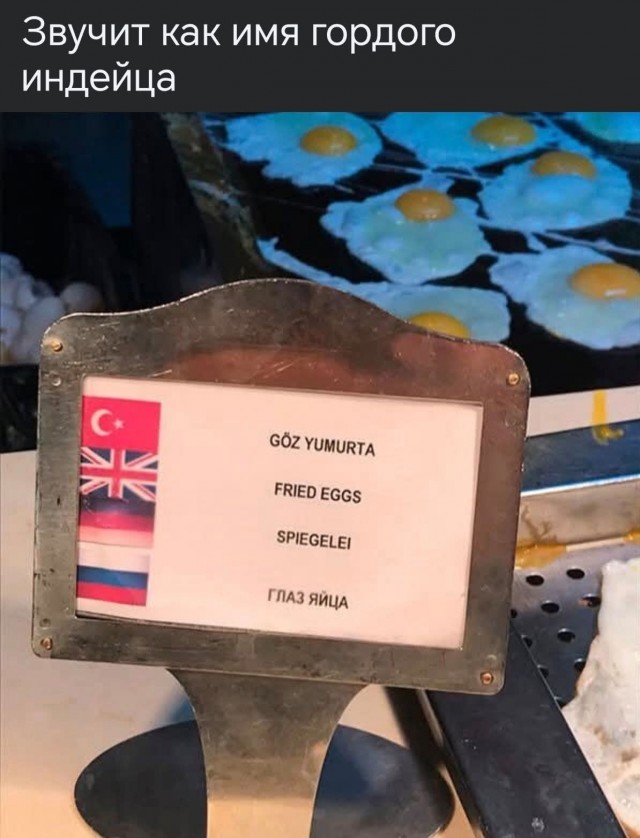 Звучит как имя гордого
индейца
GÖZ YUMURTA
FRIED EGGS
SPIEGELEI
ГЛАЗ ЯЙЦА